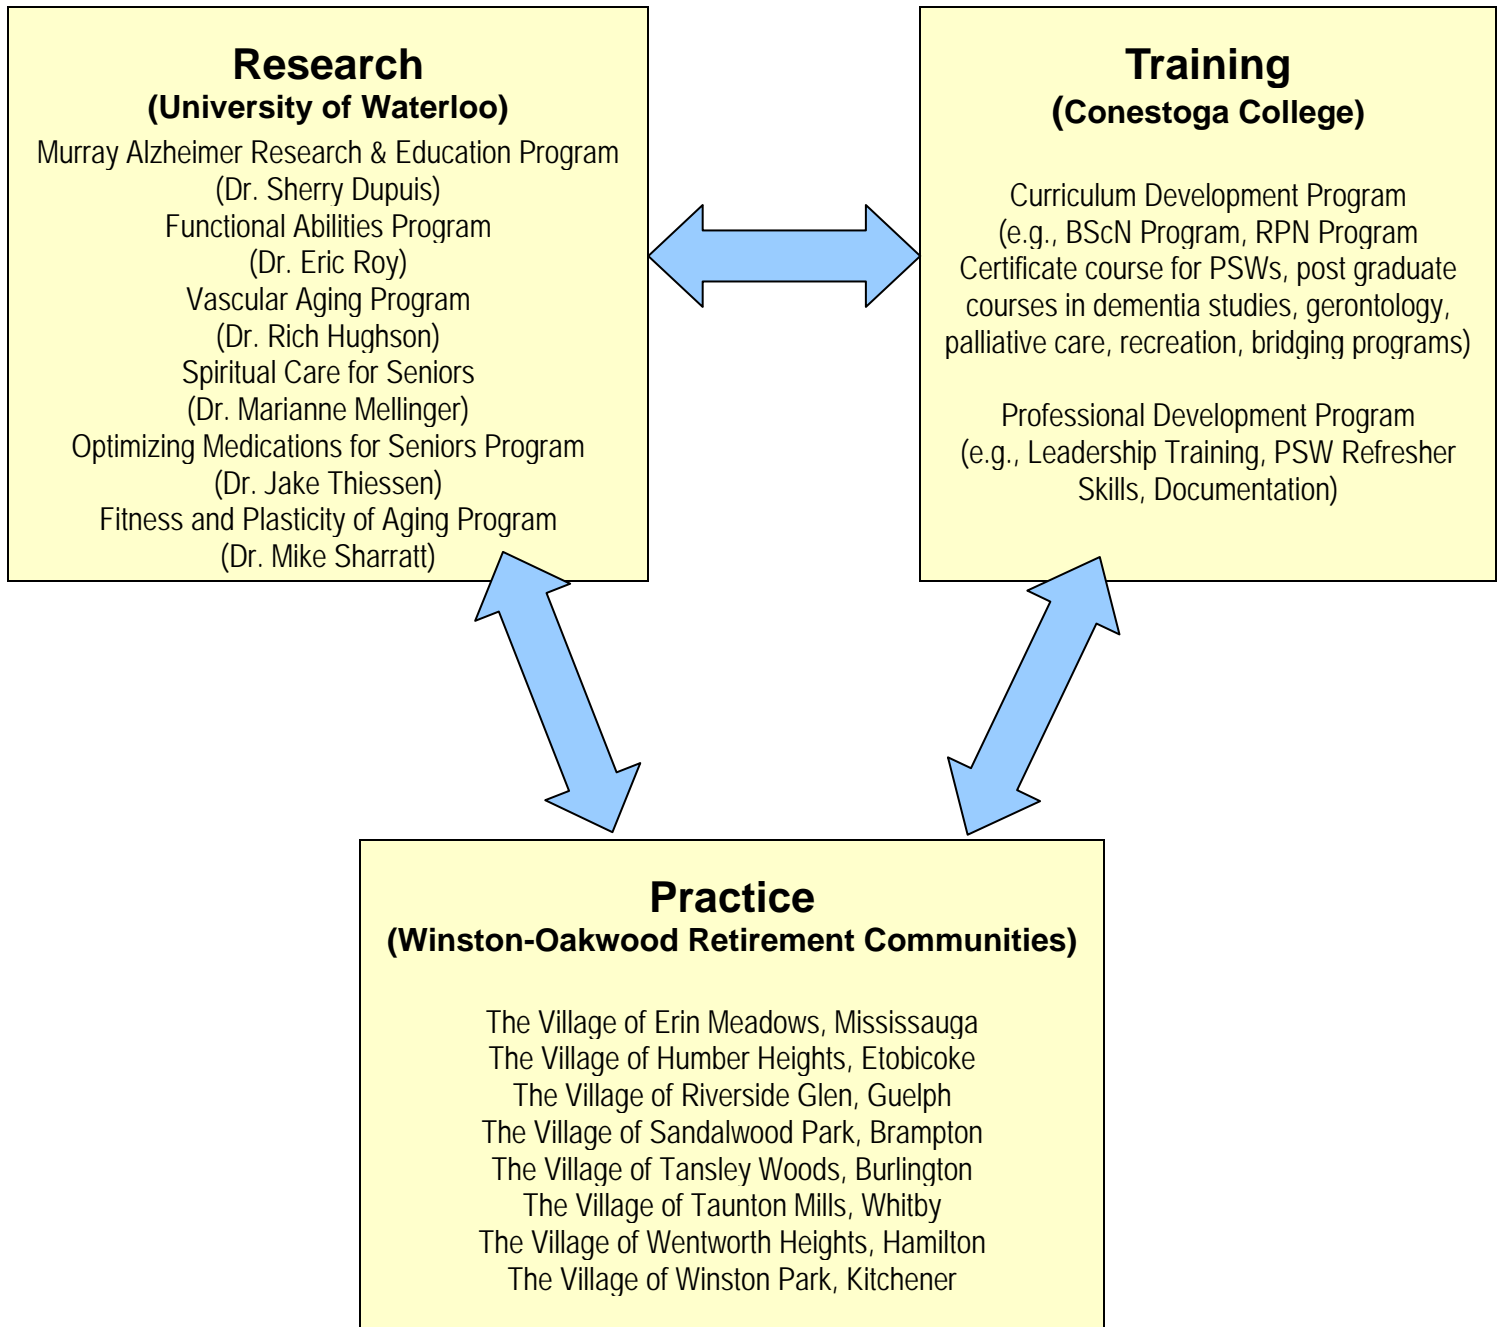 Research
(University of Waterloo)
Murray Alzheimer Research & Education Program
(Dr. Sherry Dupuis)
Functional Abilities Program
(Dr. Eric Roy)
Vascular Aging Program
(Dr. Rich Hughson)
Spiritual Care for Seniors
(Dr. Marianne Mellinger)
Optimizing Medications for Seniors Program
(Dr. Jake Thiessen)
Fitness and Plasticity of Aging Program
(Dr. Mike Sharratt)
Training
(Conestoga College)
Curriculum Development Program
(e.g., BScN Program, RPN Program
Certificate course for PSWs, post graduate
courses in dementia studies, gerontology,
palliative care, recreation, bridging programs)
Professional Development Program
(e.g., Leadership Training, PSW Refresher
Skills, Documentation)
Practice
(Winston-Oakwood Retirement Communities)
The Village of Erin Meadows, Mississauga
The Village of Humber Heights, Etobicoke
The Village of Riverside Glen, Guelph
The Village of Sandalwood Park, Brampton
The Village of Tansley Woods, Burlington
The Village of Taunton Mills, Whitby
The Village of Wentworth Heights, Hamilton
The Village of Winston Park, Kitchener